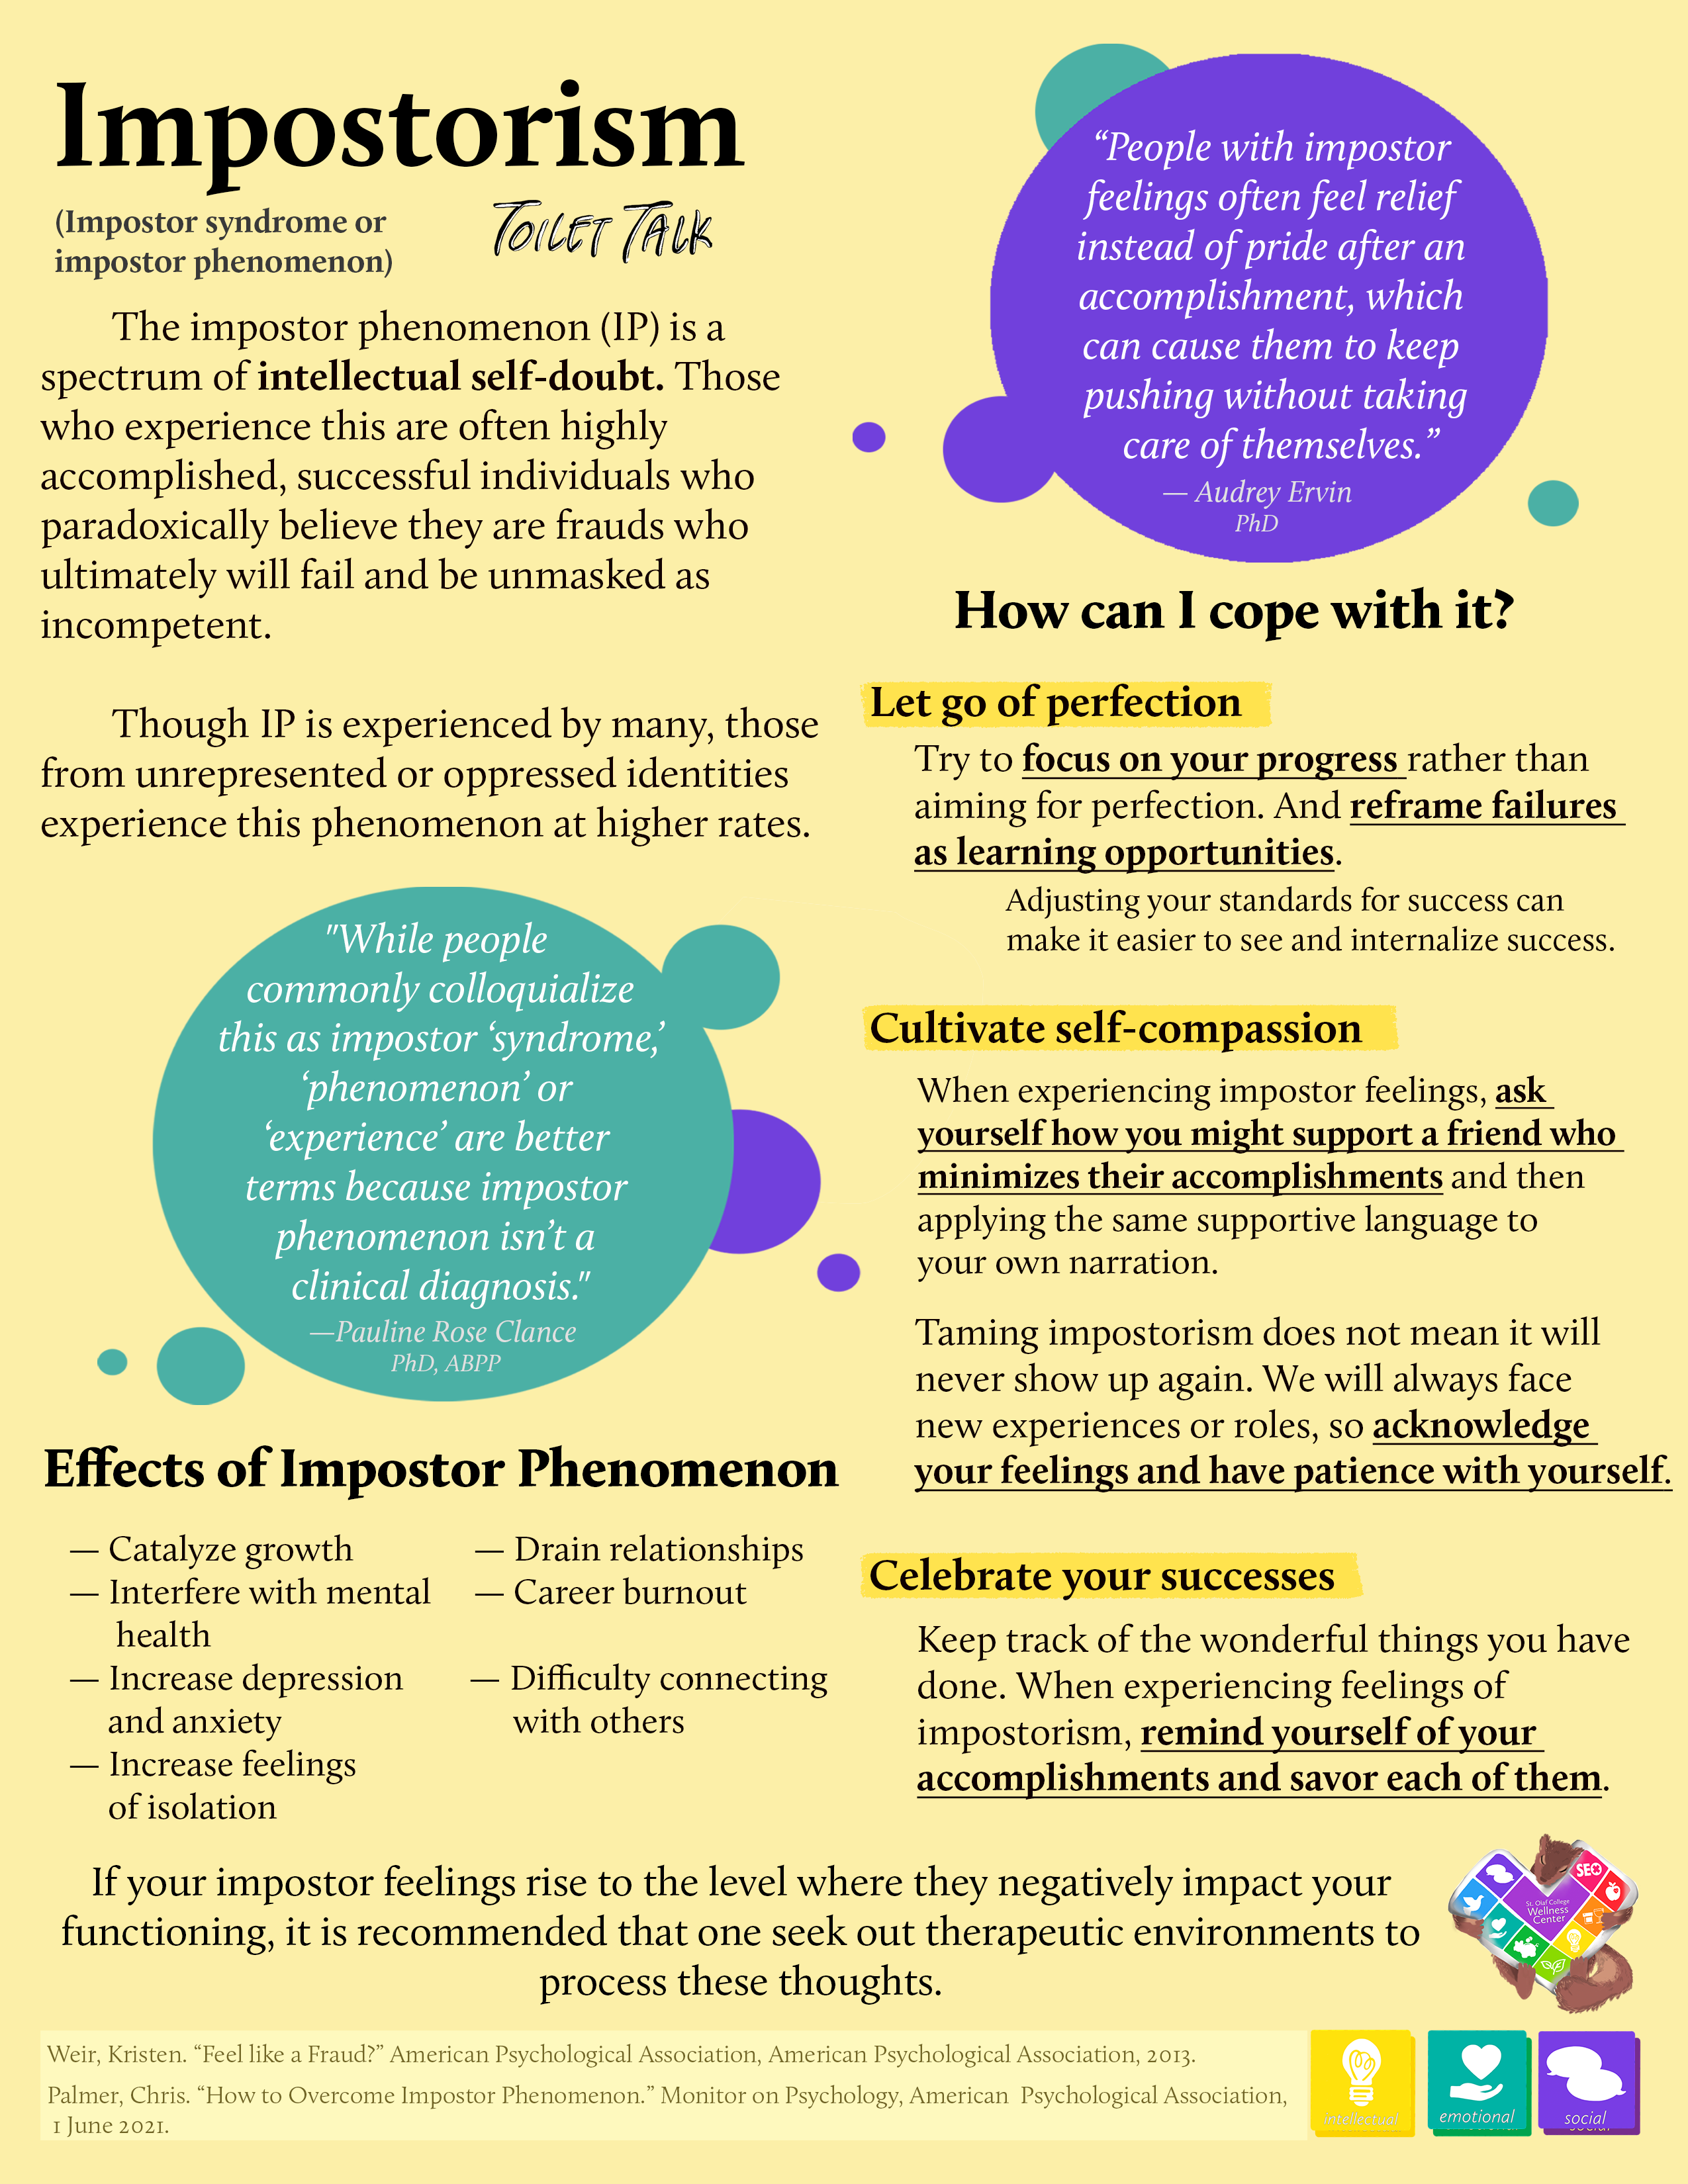 Impostorism
(Impostor syndrome or
impostor phenomenon)
TOILET TALK
The impostor phenomenon (IP) is a
spectrum of intellectual self-doubt. Those
who experience this are often highly
accomplished, successful individuals who
paradoxically believe they are frauds who
ultimately will fail and be unmasked as
incompetent.
Though IP is experienced by many, those
from unrepresented or oppressed identities
experience this phenomenon at higher rates.
"While people
commonly colloquialize
this as impostor ‘syndrome,’
‘phenomenon’ or
‘experience’ are better
terms because impostor
phenomenon isn’t a
clinical diagnosis."
—Pauline Rose Clance
PhD, ABPP
Effects of Impostor Phenomenon
— Catalyze growth
— Interfere with mental
health
— Increase depression
and anxiety
— Increase feelings
of isolation
— Drain relationships
— Career burnout
— Difficulty connecting
with others
“People with impostor
feelings often feel relief
instead of pride after an
accomplishment, which
can cause them to keep
pushing without taking
care of themselves.”
— Audrey Ervin
PhD
How can I cope with it?
Let go of perfection
Try to focus on your progress rather than
aiming for perfection. And reframe failures
as learning opportunities.
Adjusting your standards for success can
make it easier to see and internalize success.
Cultivate self-compassion
When experiencing impostor feelings, ask
yourself how you might support a friend who
minimizes their accomplishments and then
applying the same supportive language to
your own narration.
Taming impostorism does not mean it will
never show up again. We will always face
new experiences or roles, so acknowledge
your feelings and have patience with yourself.
Celebrate your successes
Keep track of the wonderful things you have
done. When experiencing feelings of
impostorism, remind yourself of your
accomplishments and savor each of them.
If your impostor feelings rise to the level where they negatively impact your
functioning, it is recommended that one seek out therapeutic environments to
process these thoughts.
SEO
St. Olaf College
Wellness
Center
Weir, Kristen. “Feel like a Fraud?” American Psychological Association, American Psychological Association, 2013.
Palmer, Chris. “How to Overcome Impostor Phenomenon.” Monitor on Psychology, American Psychological Association,
1 June 2021.
intellectual
emotional
social